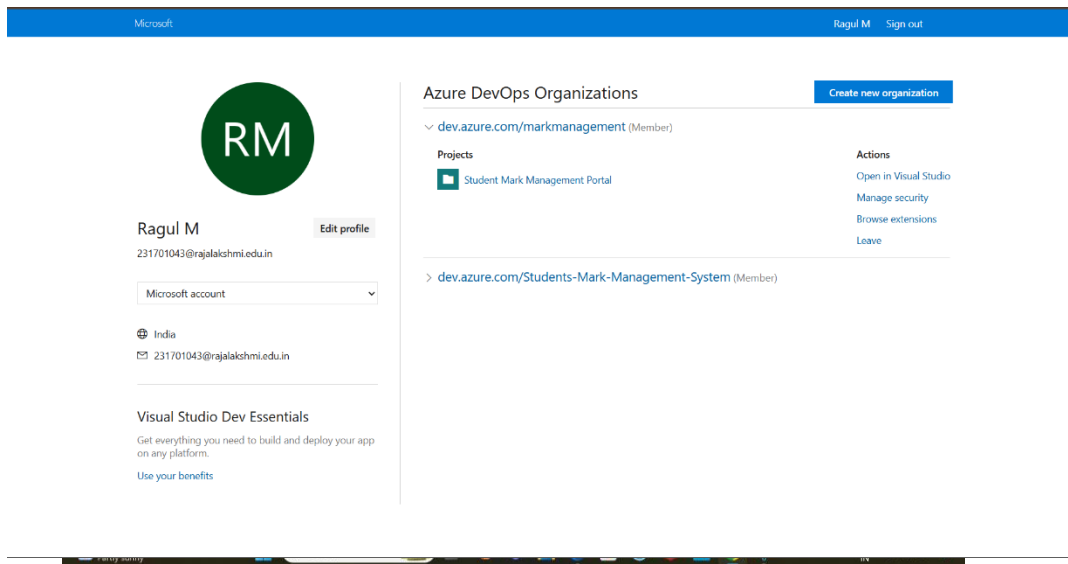 Microsoft
Ragul M Sign out
RM
Ragul M
Edit profile
231701043@rajalakshmi.edu.in
Microsoft account
India
231701043@rajalakshmi.edu.in
Visual Studio Dev Essentials
Get everything you need to build and deploy your app
on any platform.
Use your benefits
Azure DevOps Organizations
Create new organization
dev.azure.com/markmanagement (Member)
Projects
Student Mark Management Portal
Actions
Open in Visual Studio
Manage security
Browse extensions
Leave
dev.azure.com/Students-Mark-Management-System (Member)